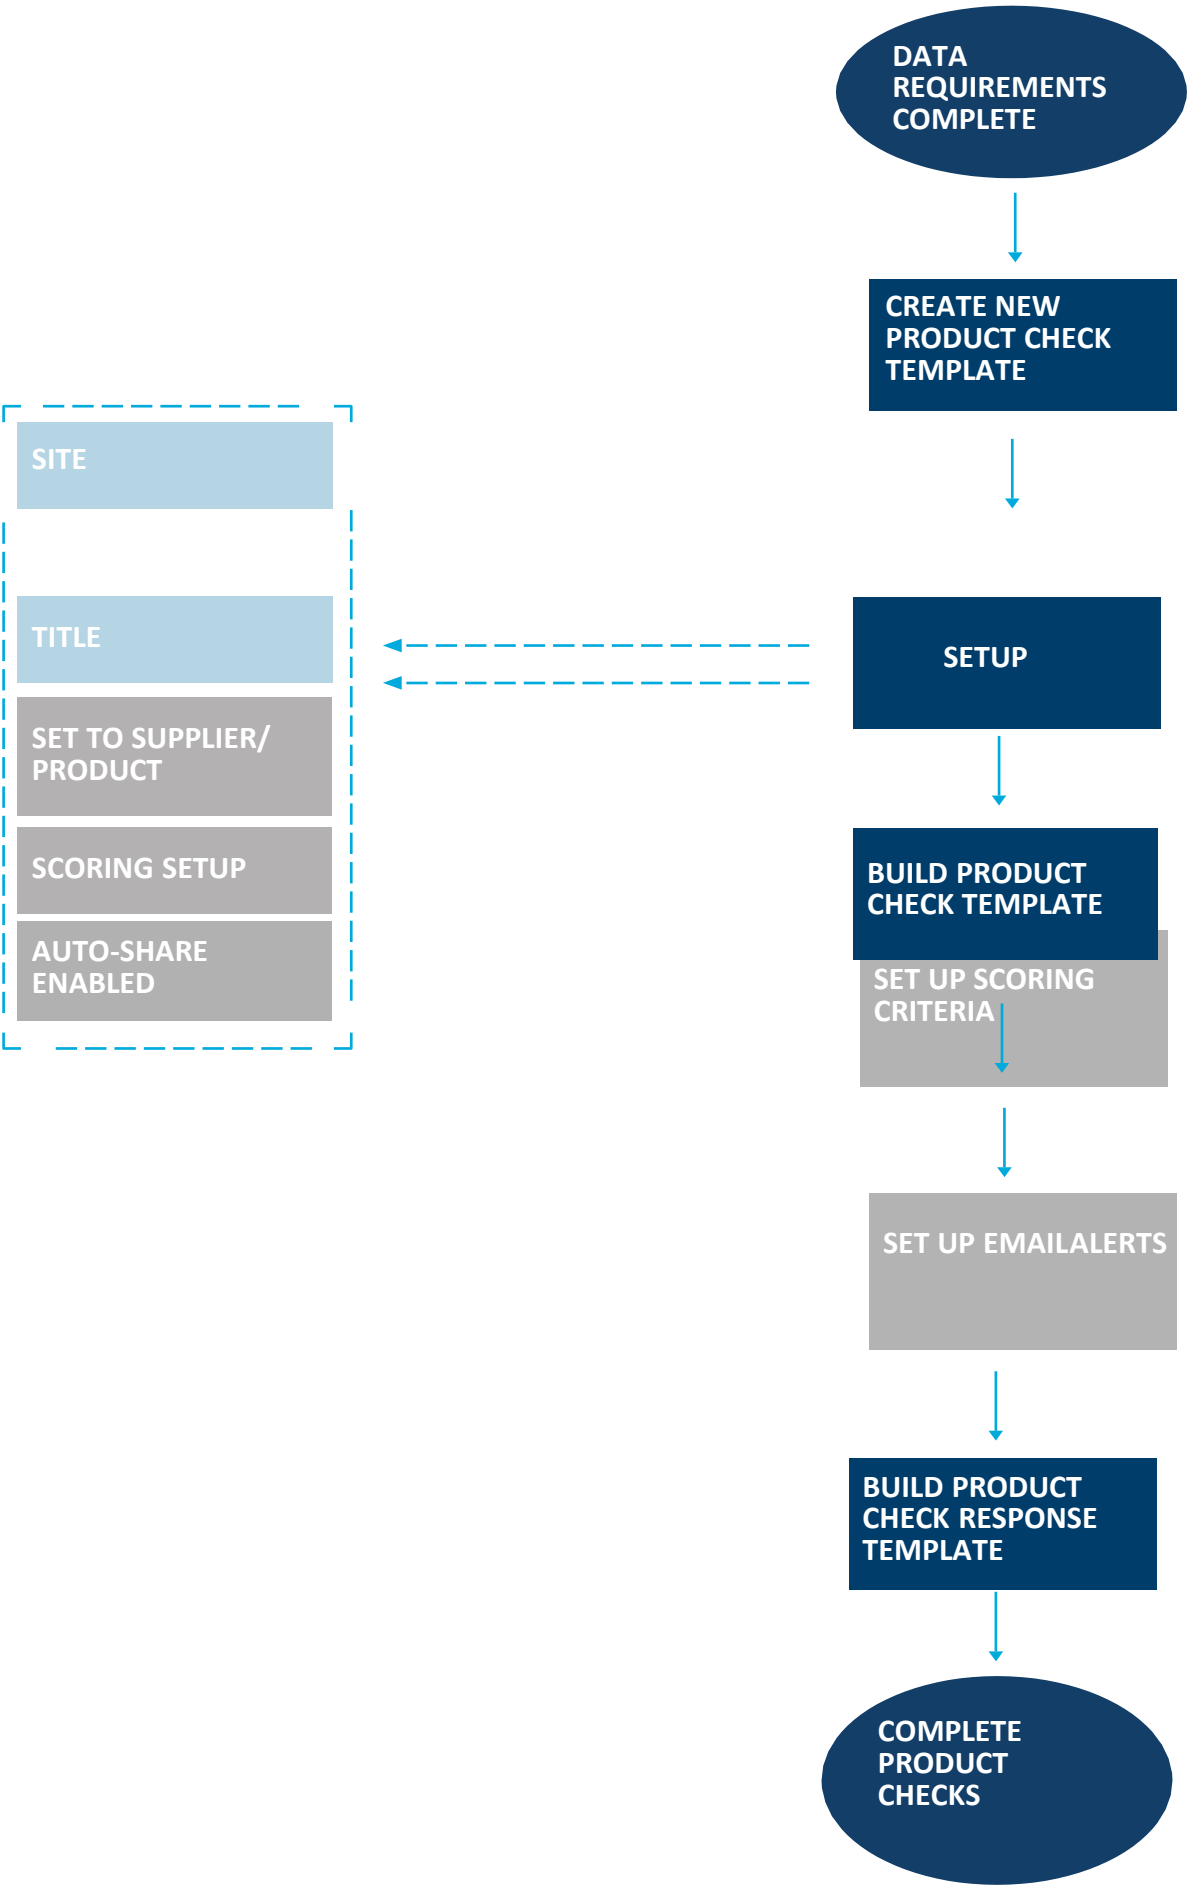 DATA
REQUIREMENTS
COMPLETE
CREATE NEW
PRODUCT CHECK
TEMPLATE
SITE
TITLE
SET TO SUPPLIER/
PRODUCT
SCORING SETUP
AUTO-SHARE
ENABLED
SETUP
BUILD PRODUCT
CHECK TEMPLATE
SET UP SCORING
CRITERIA
SET UP EMAILALERTS
BUILD PRODUCT
CHECK RESPONSE
TEMPLATE
COMPLETE
PRODUCT
CHECKS